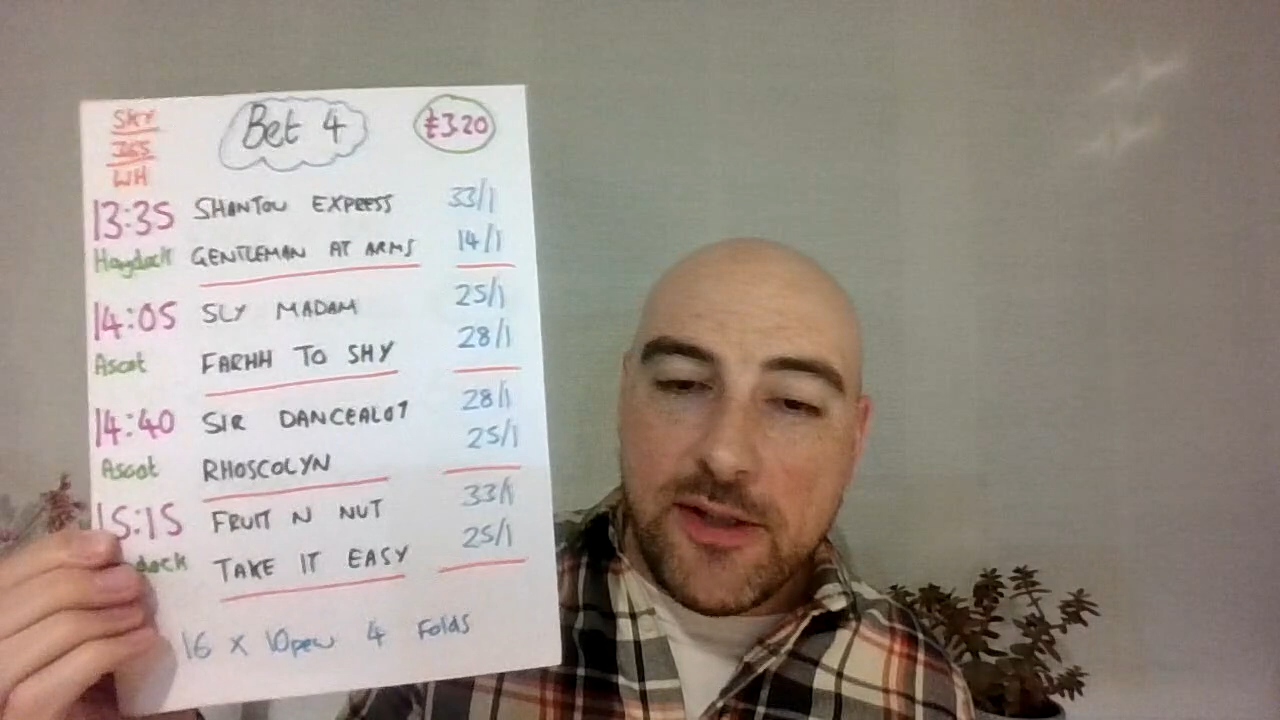 SKY
365
WH
Bet 4
£3.20
13:35 SHANTOU EXPRESS 33/1
Haydock GENTLEMAN AT ARMS 14/1
14:05 SLY MADAM 25/1
Ascot FARHH TO SHY 28/1
14:40 SIR DANCEALOT 28/1
Ascot RHOSCOLYN 25/1
15:15 FRUIT N NUT 33/1
dock TAKE IT EASY 25/1
16 x 10pew 4 Folds